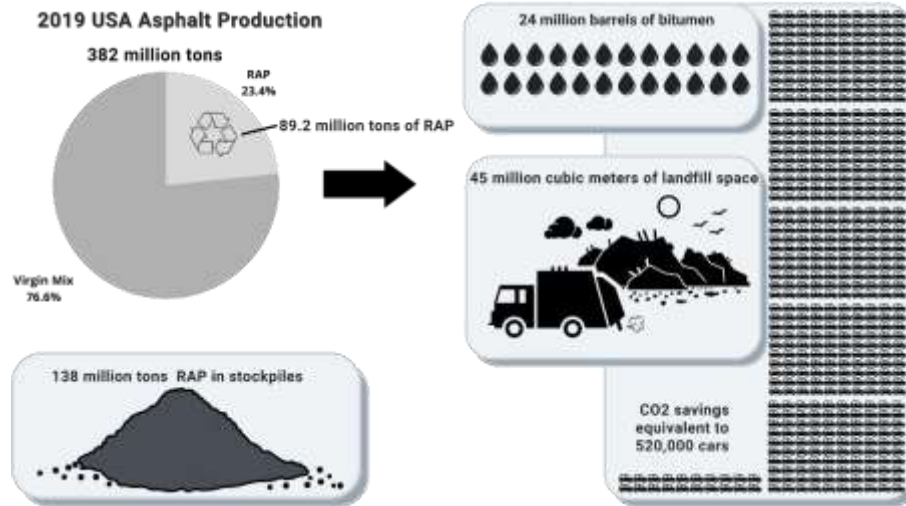 2019 USA Asphalt Production
382 million tons
RAP
23.4%
89.2 million tons of RAP
Virgin Mix
76.6%
138 million tons RAP in stockpiles
24 million barrels of bitumen
45 million cubic meters of landfill space
CO2 savings
equivalent to
520,000 cars